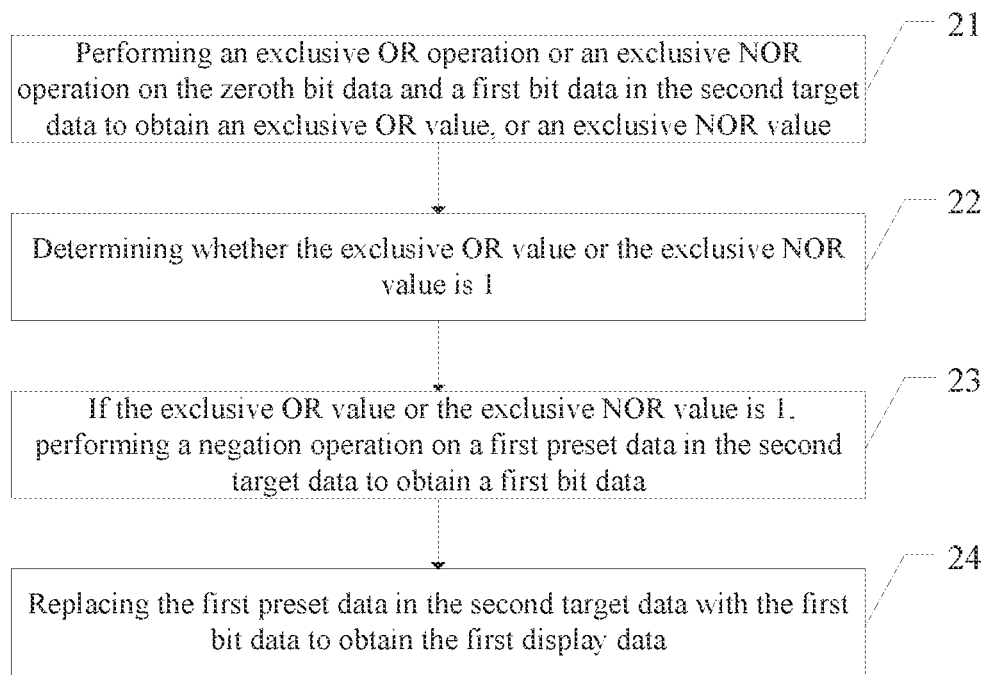 21
Performing an exclusive OR operation or an exclusive NOR
operation on the zeroth bit data and a first bit data in the second target
data to obtain an exclusive OR value, or an exclusive NOR value
22
Determining whether the exclusive OR value or the exclusive NOR
value is 1
23
If the exclusive OR value or the exclusive NOR value is 1,
performing a negation operation on a first preset data in the second
target data to obtain a first bit data
24
Replacing the first preset data in the second target data with the first
bit data to obtain the first display data